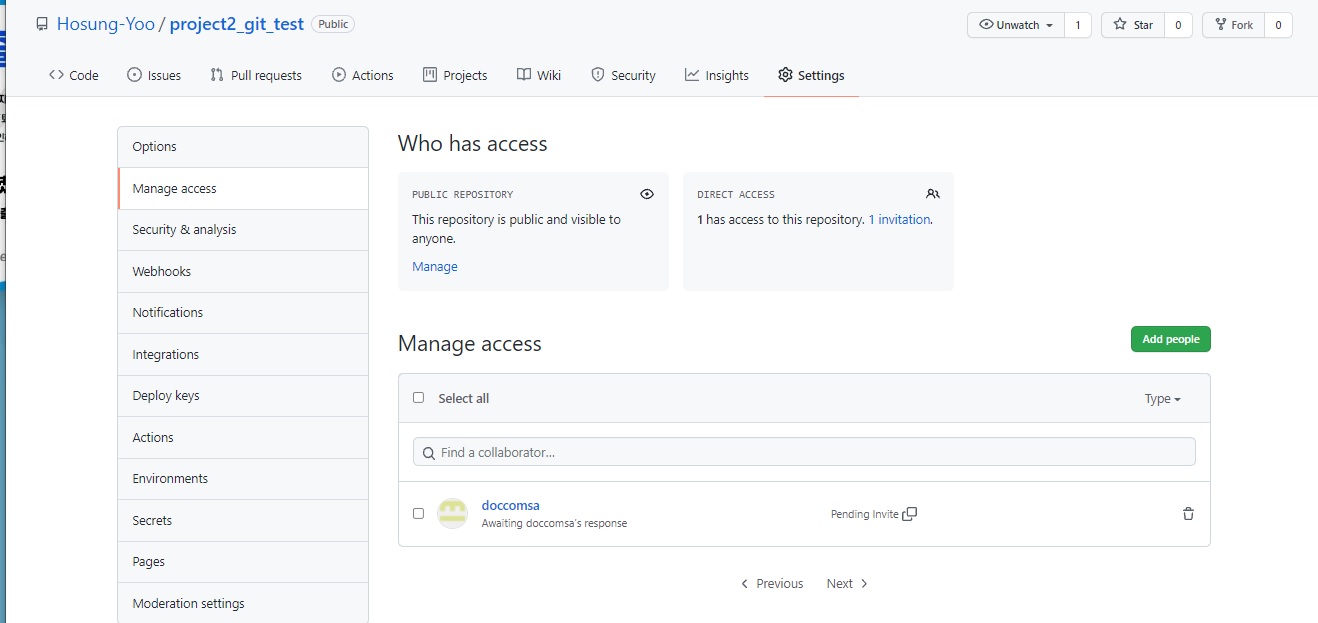 Hosung-Yoo / project2_git_test Public
Unwatch 1 Star 0 Fork 0
Code Issues Pull requests Actions Projects Wiki Security Insights Settings
Options
Manage access
Security & analysis
Webhooks
Notifications
Integrations
Deploy keys
Actions
Environments
Secrets
Pages
Moderation settings
Who has access
PUBLIC REPOSITORY
This repository is public and visible to
anyone.
Manage
DIRECT ACCESS
1 has access to this repository. 1 invitation.
Manage access
Add people
Select all
Type
Find a collaborator...
doccomsa
Awaiting doccomsa's response
Pending Invite
Previous Next